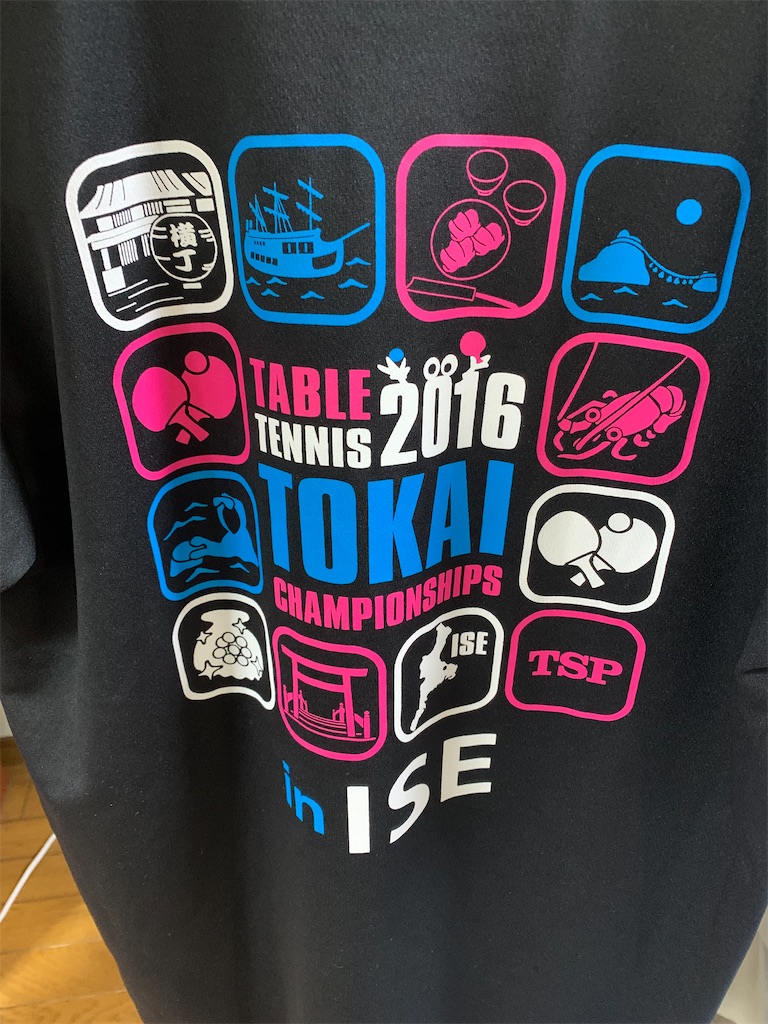 横
丁
TABLE
TENNIS
2016
TOKAI
CHAMPIONSHIPS
ISE
TSP
in ISE